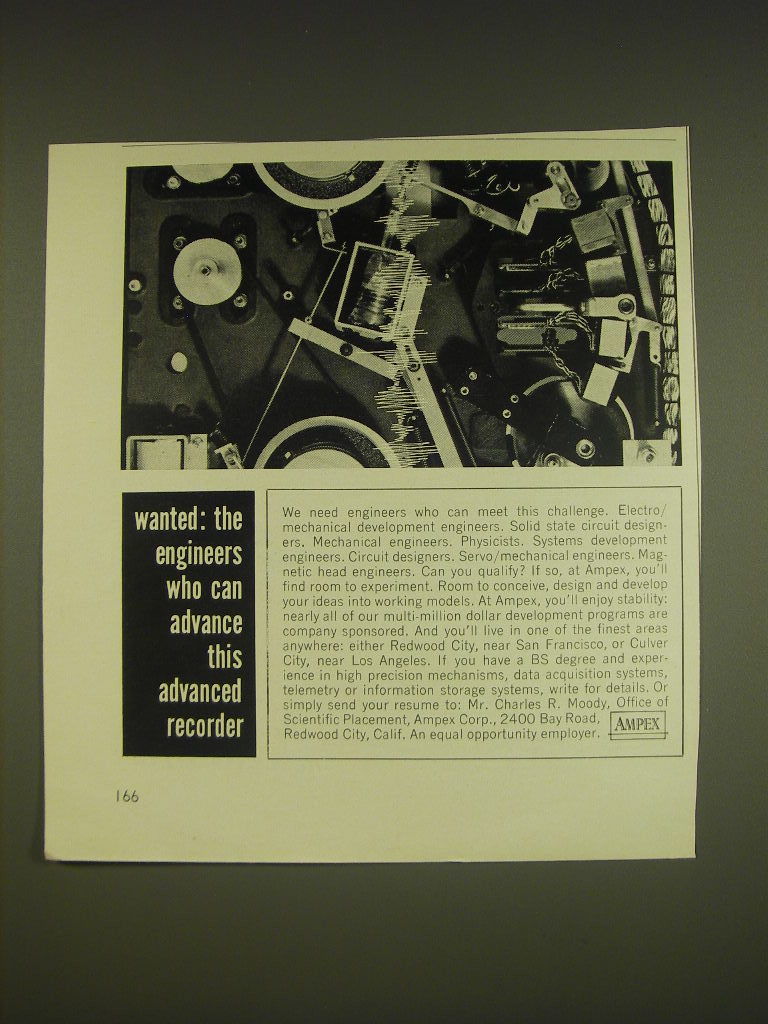 wanted: the
engineers
who can
advance
this
advanced
recorder
We need engineers who can meet this challenge. Electro/
mechanical development engineers. Solid state circuit design-
ers. Mechanical engineers. Physicists. Systems development
engineers. Circuit designers. Servo/mechanical engineers. Mag-
netic head engineers. Can you qualify? If so, at Ampex, you'll
find room to experiment. Room to conceive, design and develop
your ideas into working models. At Ampex, you'll enjoy stability:
nearly all of our multi-million dollar development programs are
company sponsored. And you'll live in one of the finest areas
anywhere: either Redwood City, near San Francisco, or Culver
City, near Los Angeles. If you have a BS degree and exper-
ience in high precision mechanisms, data acquisition systems,
telemetry or information storage systems, write for details. Or
simply send your resume to: Mr. Charles R. Moody, Office of
Scientific Placement, Ampex Corp., 2400 Bay Road,
Redwood City, Calif. An equal opportunity employer.
AMPEX
166